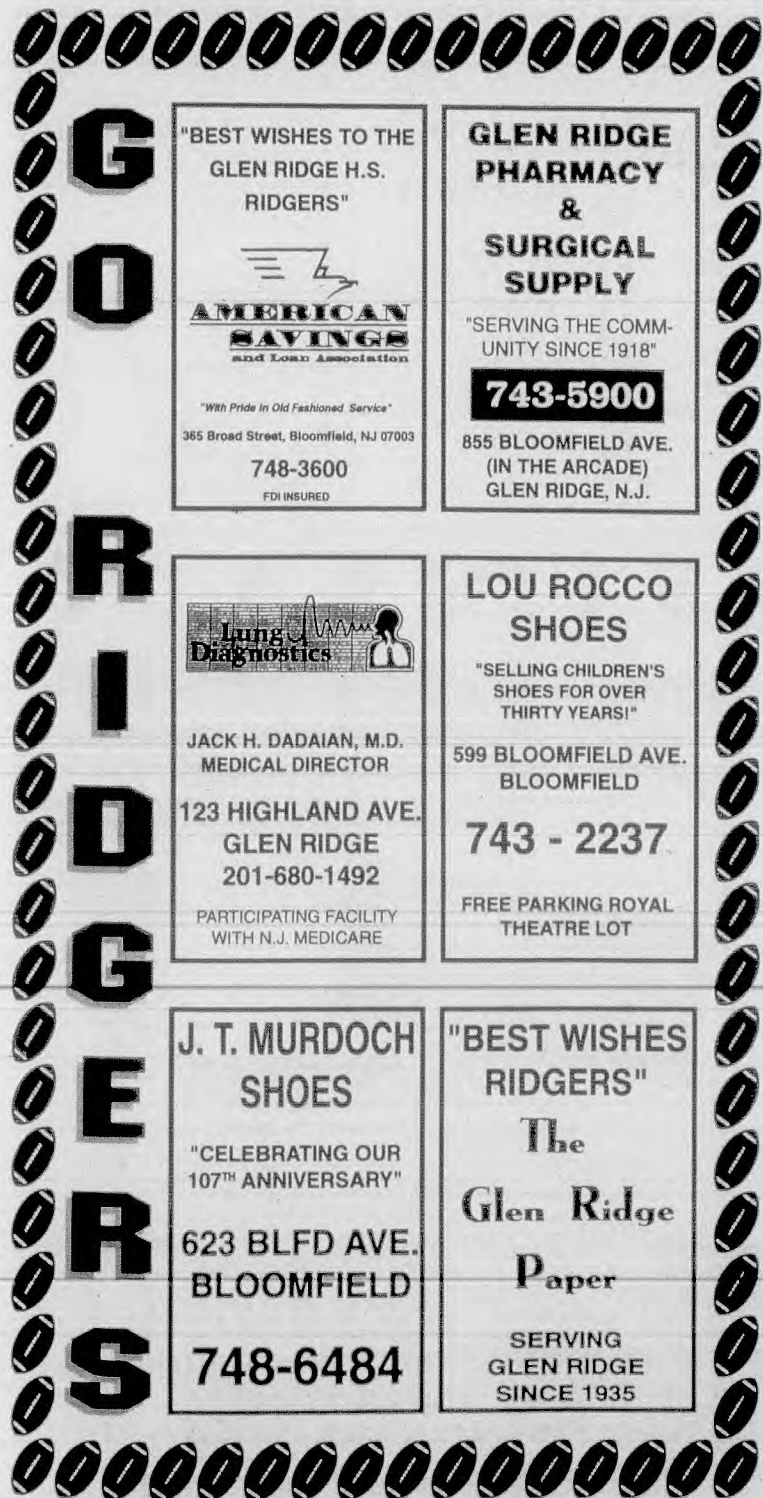 GO RIDGERS
"BEST WISHES TO THE
GLEN RIDGE H.S.
RIDGERS"
AMERICAN
SAVINGS
and Loan Association
"With Pride in Old Fashioned Service"
365 Broad Street, Bloomfield, NJ 07003
748-3600
FDI INSURED
GLEN RIDGE
PHARMACY
&
SURGICAL
SUPPLY
"SERVING THE COMM-
UNITY SINCE 1918"
743-5900
855 BLOOMFIELD AVE.
(IN THE ARCADE)
GLEN RIDGE, N.J.
Lung
Diagnostics
JACK H. DADAIAN, M.D.
MEDICAL DIRECTOR
123 HIGHLAND AVE.
GLEN RIDGE
201-680-1492
PARTICIPATING FACILITY
WITH N.J. MEDICARE
LOU ROCCO
SHOES
"SELLING CHILDREN'S
SHOES FOR OVER
THIRTY YEARS!"
599 BLOOMFIELD AVE.
BLOOMFIELD
743 - 2237
FREE PARKING ROYAL
THEATRE LOT
J. T. MURDOCH
SHOES
"CELEBRATING OUR
107TH ANNIVERSARY"
623 BLFD AVE.
BLOOMFIELD
748-6484
"BEST WISHES
RIDGERS"
The
Glen Ridge
Paper
SERVING
GLEN RIDGE
SINCE 1935